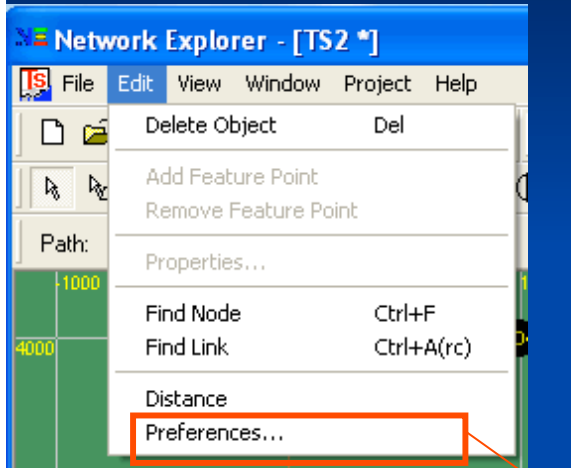 Network Explorer - [TS2 *]
TS File Edit View Window Project Help
Delete Object Del
Add Feature Point
Remove Feature Point
Path:
Properties...
-1000
Find Node Ctrl+F
4000
Find Link Ctrl+A(rc)
Distance
Preferences...